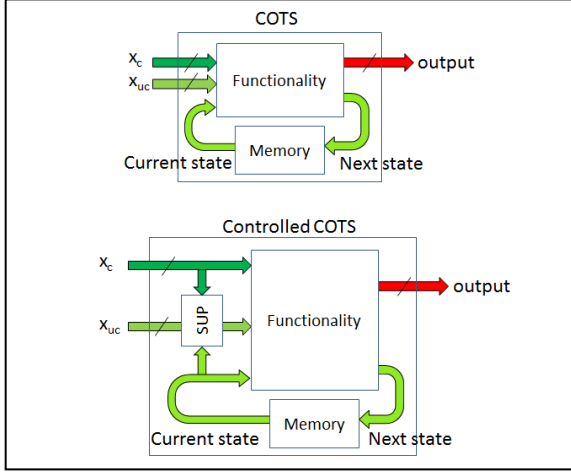 COTS
Xc
Xuc
Functionality
output
Memory
Current state
Next state
Controlled COTS
Xc
output
Xuc
SUP
Functionality
Memory
Current state
Next state